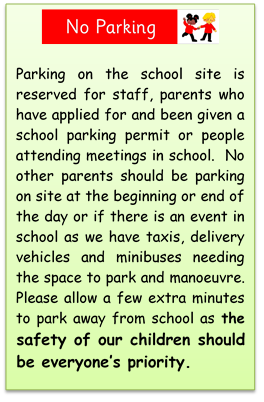 No Parking
Parking on the school site is
reserved for staff, parents who
have applied for and been given a
school parking permit or people
attending meetings in school. No
other parents should be parking
on site at the beginning or end of
the day or if there is an event in
school as we have taxis, delivery
vehicles and minibuses needing
the space to park and manoeuvre.
Please allow a few extra minutes
to park away from school as the
safety of our children should
be everyone's priority.